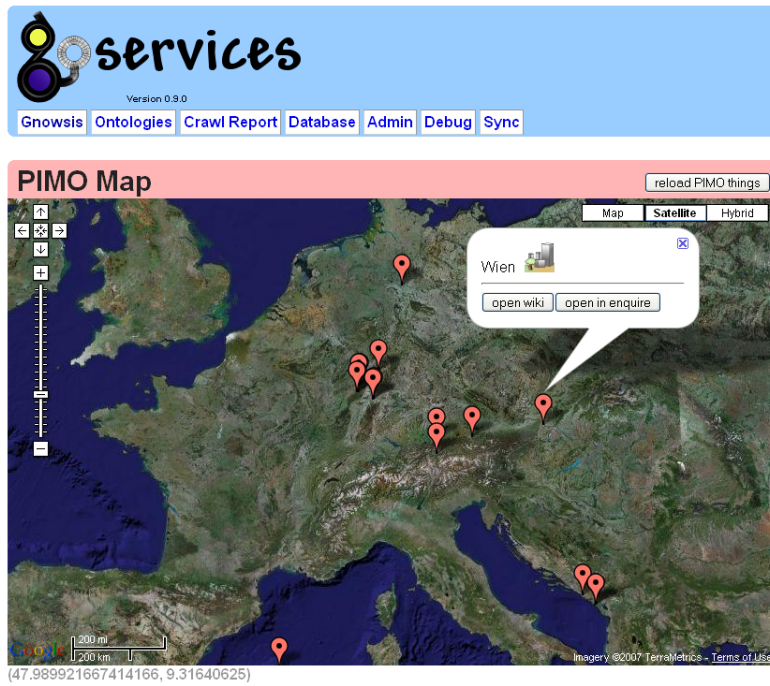 services
Version 0.9.0
Gnowsis Ontologies Crawl Report Database Admin Debug Sync
PIMO Map
reload PIMO things
Map Satellite Hybrid
Wien
open wiki open in enquire
Google
200 mi
200 km
Imagery ©2007 TerraMetrics - Terms of Use
(47.989921667414166, 9.31640625)